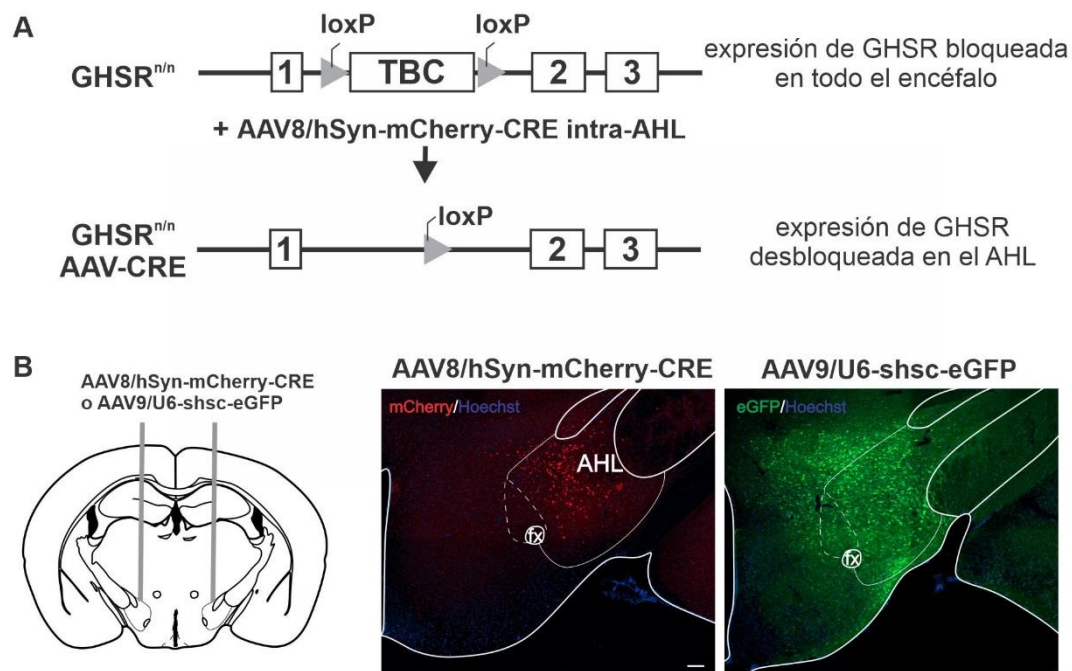 A
loxP
loxP
GHSRn/n
1
TBC
2
3
expresión de GHSR bloqueada
en todo el encéfalo
+ AAV8/hSyn-mCherry-CRE intra-AHL
loxP
GHSRn/n
AAV-CRE
1
2
3
expresión de GHSR
desbloqueada en el AHL
B
AAV8/hSyn-mCherry-CRE
o AAV9/U6-shsc-eGFP
AAV8/hSyn-mCherry-CRE
mCherry/Hoechst
AHL
fx
AAV9/U6-shsc-eGFP
eGFP/Hoechst
fx